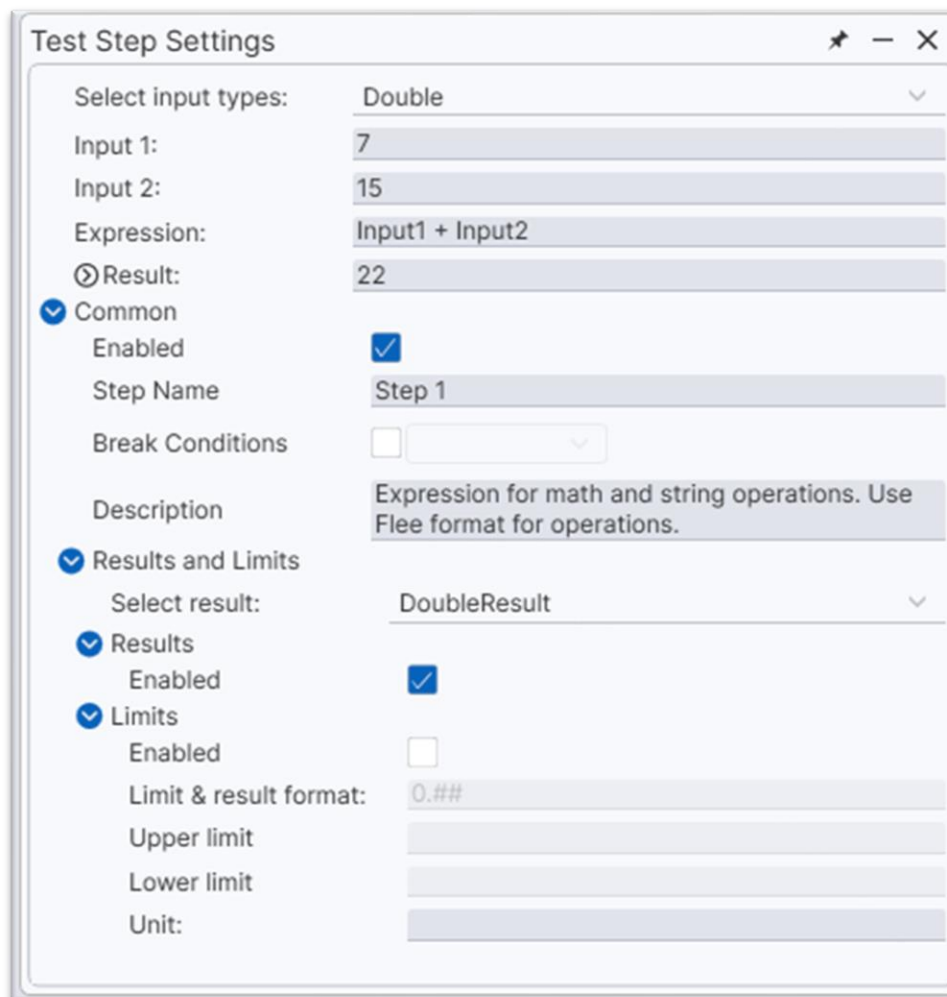 Test Step Settings
Select input types: Double
Input 1: 7
Input 2: 15
Expression: Input1 + Input2
Result: 22
Common
Enabled
Step Name Step 1
Break Conditions
Description Expression for math and string operations. Use
Flee format for operations.
Results and Limits
Select result: DoubleResult
Results
Enabled
Limits
Enabled
Limit & result format: 0.##
Upper limit
Lower limit
Unit: